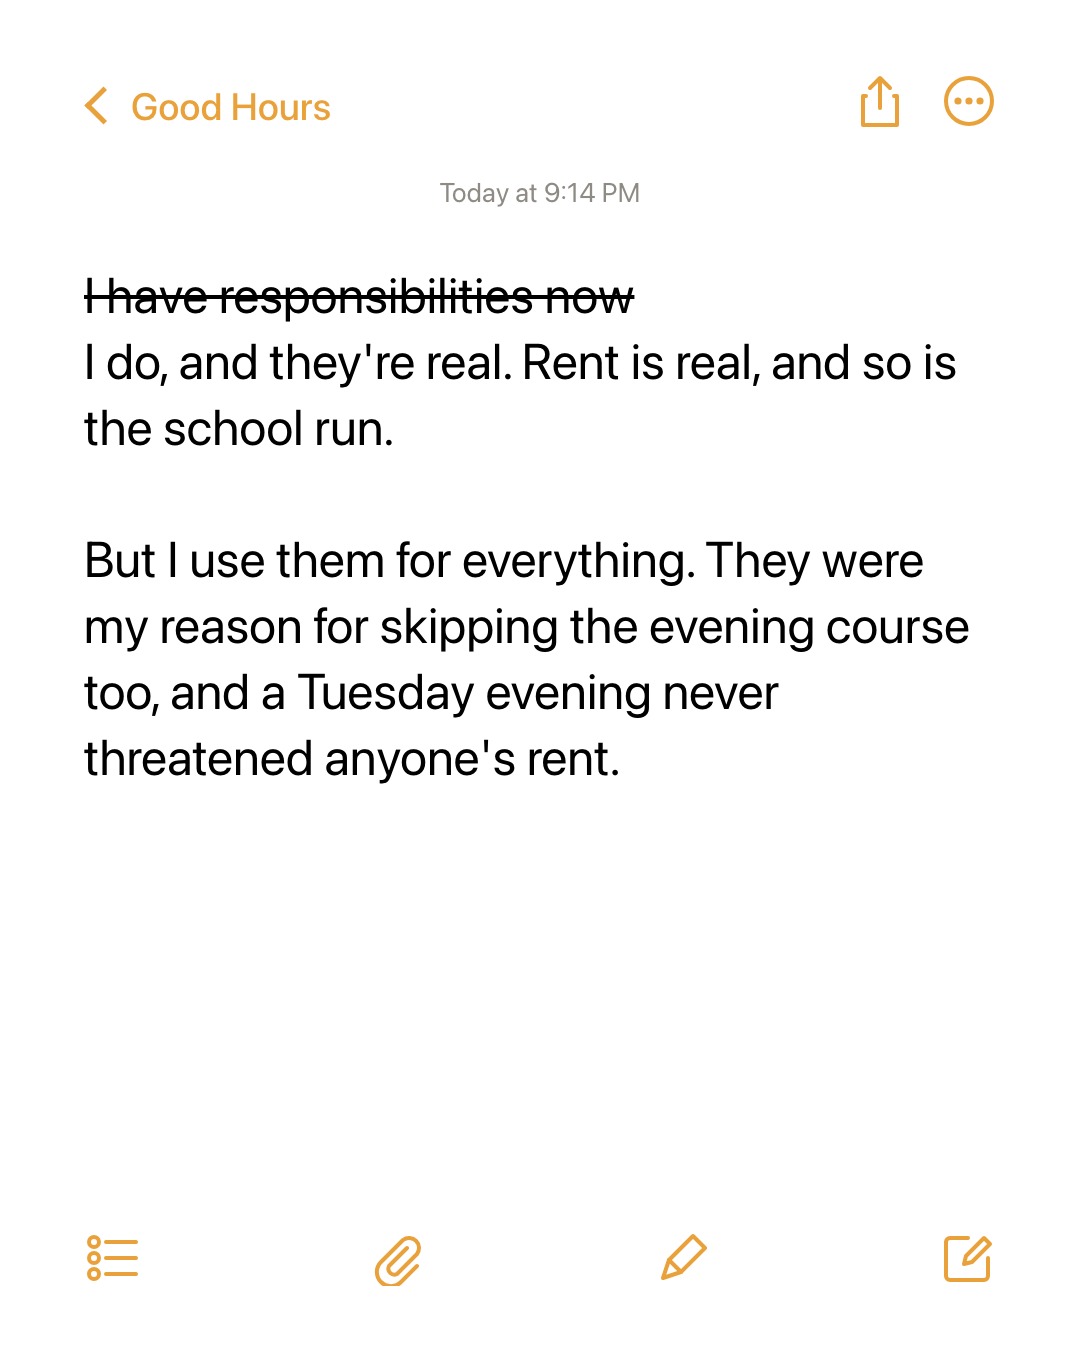 Good Hours
Today at 9:14 PM
I have responsibilities now
I do, and they're real. Rent is real, and so is
the school run.
But I use them for everything. They were
my reason for skipping the evening course
too, and a Tuesday evening never
threatened anyone's rent.